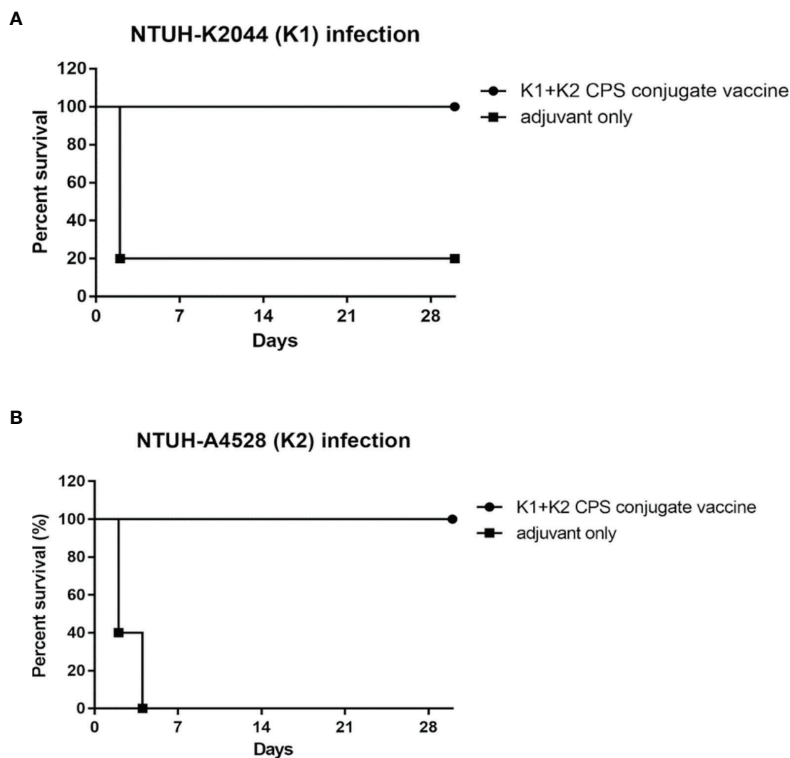 A
NTUH-K2044 (K1) infection
120
100
80
60
40
20
0
Percent survival
0 7 14 21 28
Days
K1+K2 CPS conjugate vaccine
adjuvant only
B
NTUH-A4528 (K2) infection
120
100
80
60
40
20
0
Percent survival (%)
0 7 14 21 28
Days
K1+K2 CPS conjugate vaccine
adjuvant only